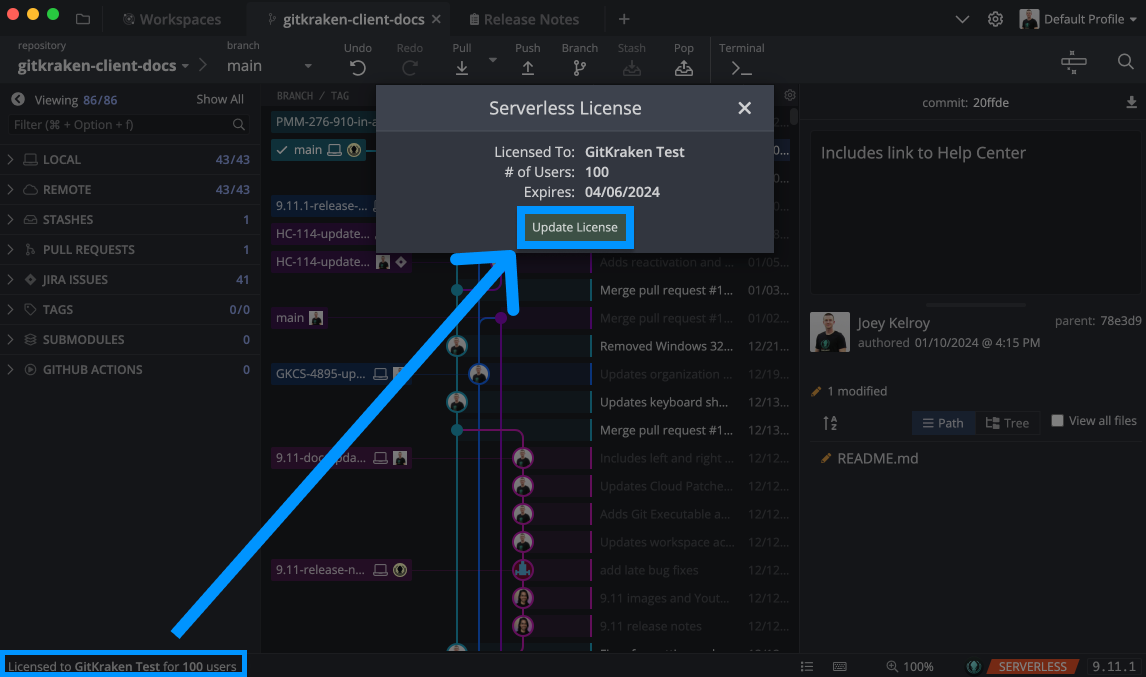 Workspaces
gitkraken-client-docs
Release Notes
Default Profile
repository
gitkraken-client-docs
branch
main
Undo
Redo
Pull
Push
Branch
Stash
Pop
Terminal
Viewing 86/86
Show All
Filter (⌘ + Option + f)
LOCAL 43/43
REMOTE 43/43
STASHES 1
PULL REQUESTS 1
JIRA ISSUES 41
TAGS 0/0
SUBMODULES 0
GITHUB ACTIONS 0
BRANCH / TAG
PMM-276-910-in-a
main
9.11.1-release-...
HC-114-update...
HC-114-update...
main
GKCS-4895-up...
9.11-doc-upda...
9.11-release-n...
Serverless License
Licensed To: GitKraken Test
# of Users: 100
Expires: 04/06/2024
Update License
Adds reactivation and ... 01/05...
Merge pull request #1... 01/03...
Merge pull request #1... 01/02...
Removed Windows 32... 12/21...
Updates organization ... 12/19...
Updates keyboard sh... 12/13...
Merge pull request #1... 12/13...
Includes left and right ... 12/12...
Updates Cloud Patche... 12/12...
Adds Git Executable a... 12/12...
Updates workspace ac... 12/12...
add late bug fixes 12/12...
9.11 images and Yout... 12/12...
9.11 release notes 12/12...
commit: 20ffde
Includes link to Help Center
Joey Kelroy
authored 01/10/2024 @ 4:15 PM
parent: 78e3d9
1 modified
Path
Tree
View all files
README.md
Licensed to GitKraken Test for 100 users
100%
SERVERLESS
9.11.1